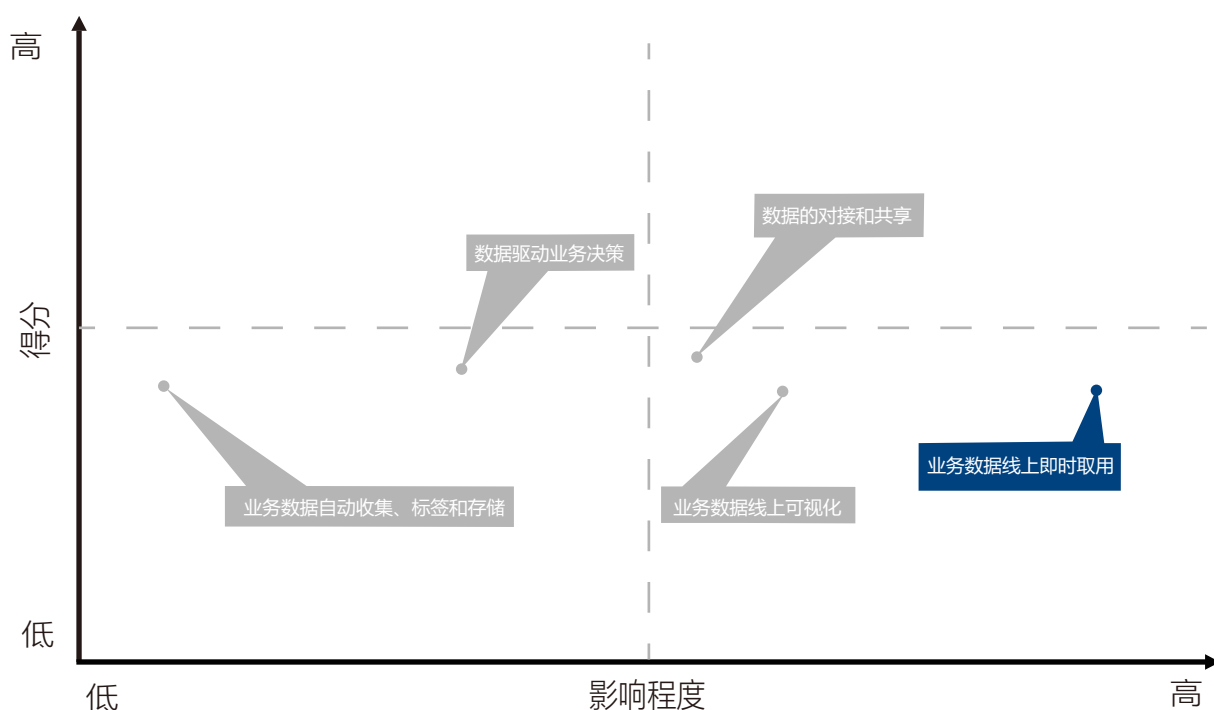 高
数据的对接和共享
数据驱动业务决策
得分
业务数据线上即时取用
业务数据自动收集、标签和存储
业务数据线上可视化
低
低
影响程度
高